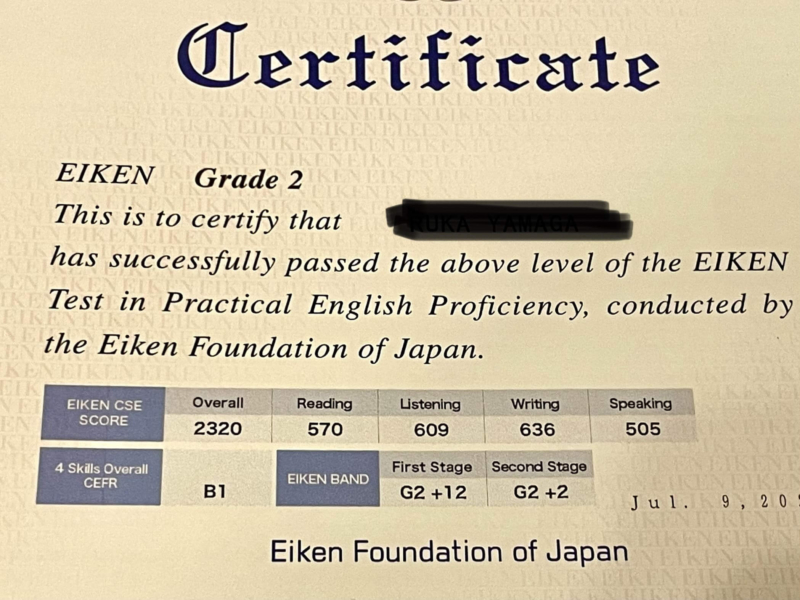 Certificate
EIKEN Grade 2
This is to certify that
has successfully passed the above level of the EIKEN
Test in Practical English Proficiency, conducted by
the Eiken Foundation of Japan.
EIKEN CSE SCORE Overall Reading Listening Writing Speaking
2320 570 609 636 505
4 Skills Overall CEFR B1 EIKEN BAND First Stage Second Stage
G2 +12 G2 +2
Jul. 9, 20
Eiken Foundation of Japan